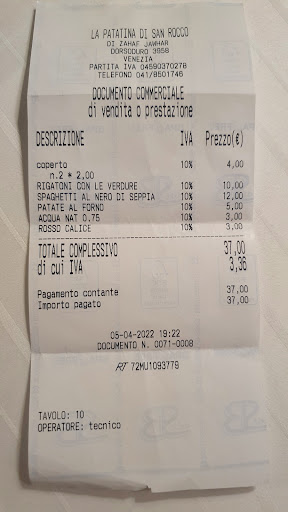 LA PATATINA DI SAN ROCCO
DI ZAHAF JAWHAR
DORSODURO 3958
VENEZIA
PARTITA IVA 04590370278
TELEFONO 041/8501746
DOCUMENTO COMMERCIALE
di vendita o prestazione
DESCRIZIONE IVA Prezzo(€)
coperto 10% 4,00
n.2 * 2,00
RIGATONI CON LE VERDURE 10% 10,00
SPAGHETTI AL NERO DI SEPPIA 10% 12,00
PATATE AL FORNO 10% 5,00
ACQUA NAT 0.75 10% 3,00
ROSSO CALICE 10% 3,00
TOTALE COMPLESSIVO 37,00
di cui IVA 3,36
Pagamento contante 37,00
Importo pagato 37,00
05-04-2022 19:22
DOCUMENTO N. 0071-0008
RT 72MU1093779
TAVOLO: 10
OPERATORE: tecnico